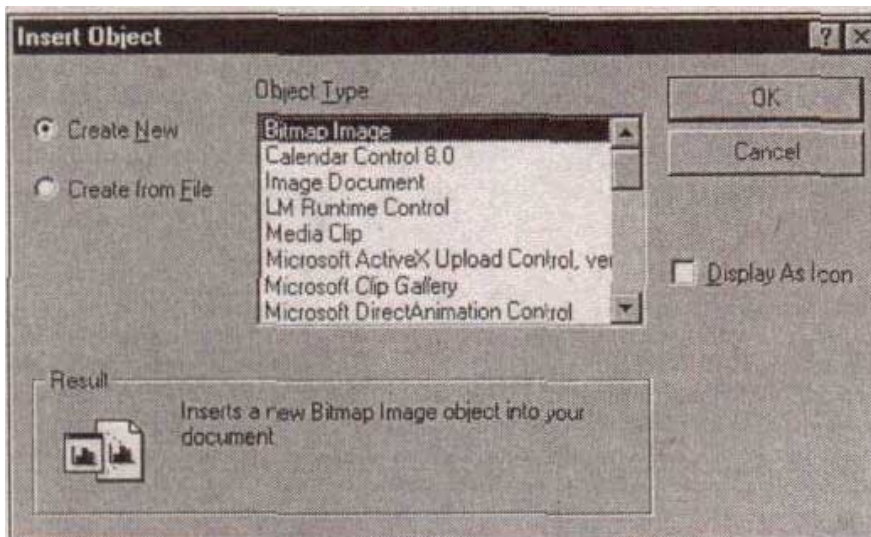 Insert Object
Object Type
Create New
Create from File
Bitmap Image
Calendar Control 8.0
Image Document
LM Runtime Control
Media Clip
Microsoft ActiveX Upload Control, ver
Microsoft Clip Gallery
Microsoft DirectAnimation Control
OK
Cancel
Display As Icon
Result
Inserts a new Bitmap Image object into your
document